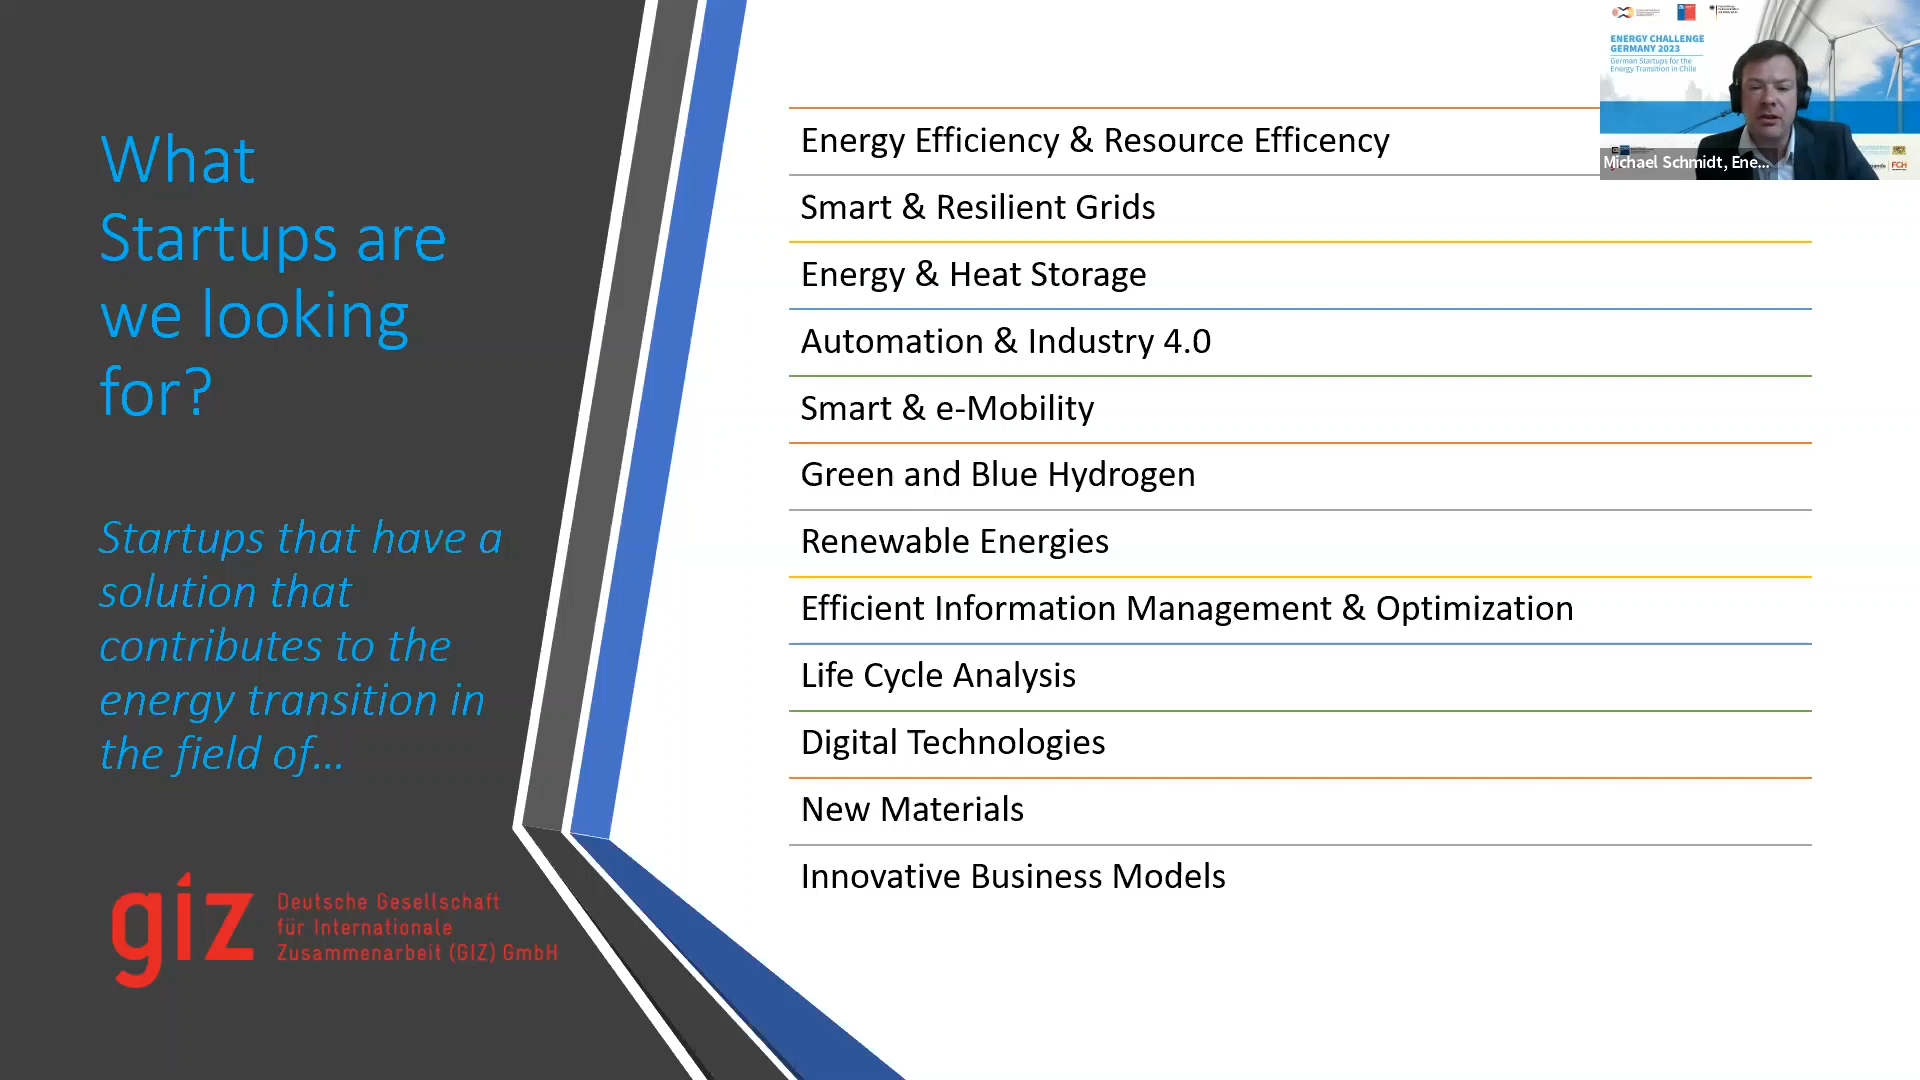 What
Startups are
we looking
for?
Startups that have a
solution that
contributes to the
energy transition in
the field of...
giz
Deutsche Gesellschaft
für Internationale
Zusammenarbeit (GIZ) GmbH
Energy Efficiency & Resource Efficency
Smart & Resilient Grids
Energy & Heat Storage
Automation & Industry 4.0
Smart & e-Mobility
Green and Blue Hydrogen
Renewable Energies
Efficient Information Management & Optimization
Life Cycle Analysis
Digital Technologies
New Materials
Innovative Business Models
ENERGY CHALLENGE
GERMANY 2023
German Startups for the
Energy Transition in Chile
Michael Schmidt, Ene...
FCH